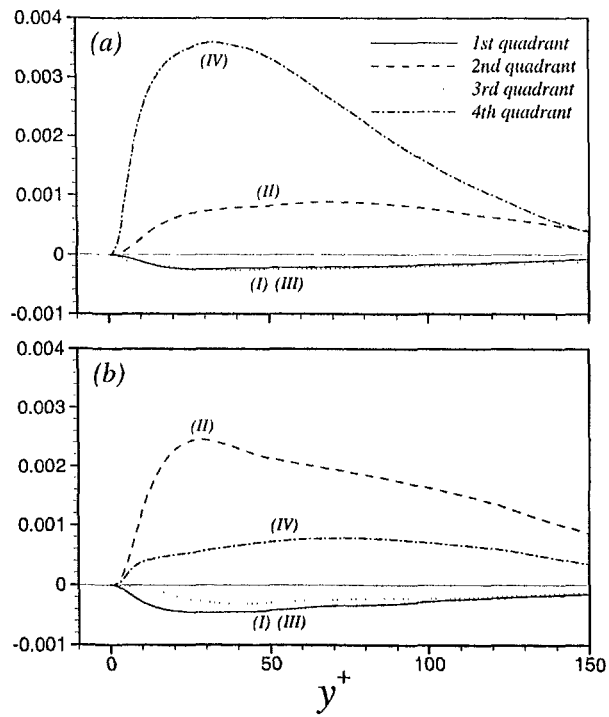 0.004
(a)
1st quadrant
2nd quadrant
3rd quadrant
4th quadrant
(IV)
0.003
0.002
0.001
(II)
0
(I) (III)
-0.001
0.004
(b)
0.003
(II)
0.002
0.001
(IV)
0
(I) (III)
-0.001
0 50 100 150
y+